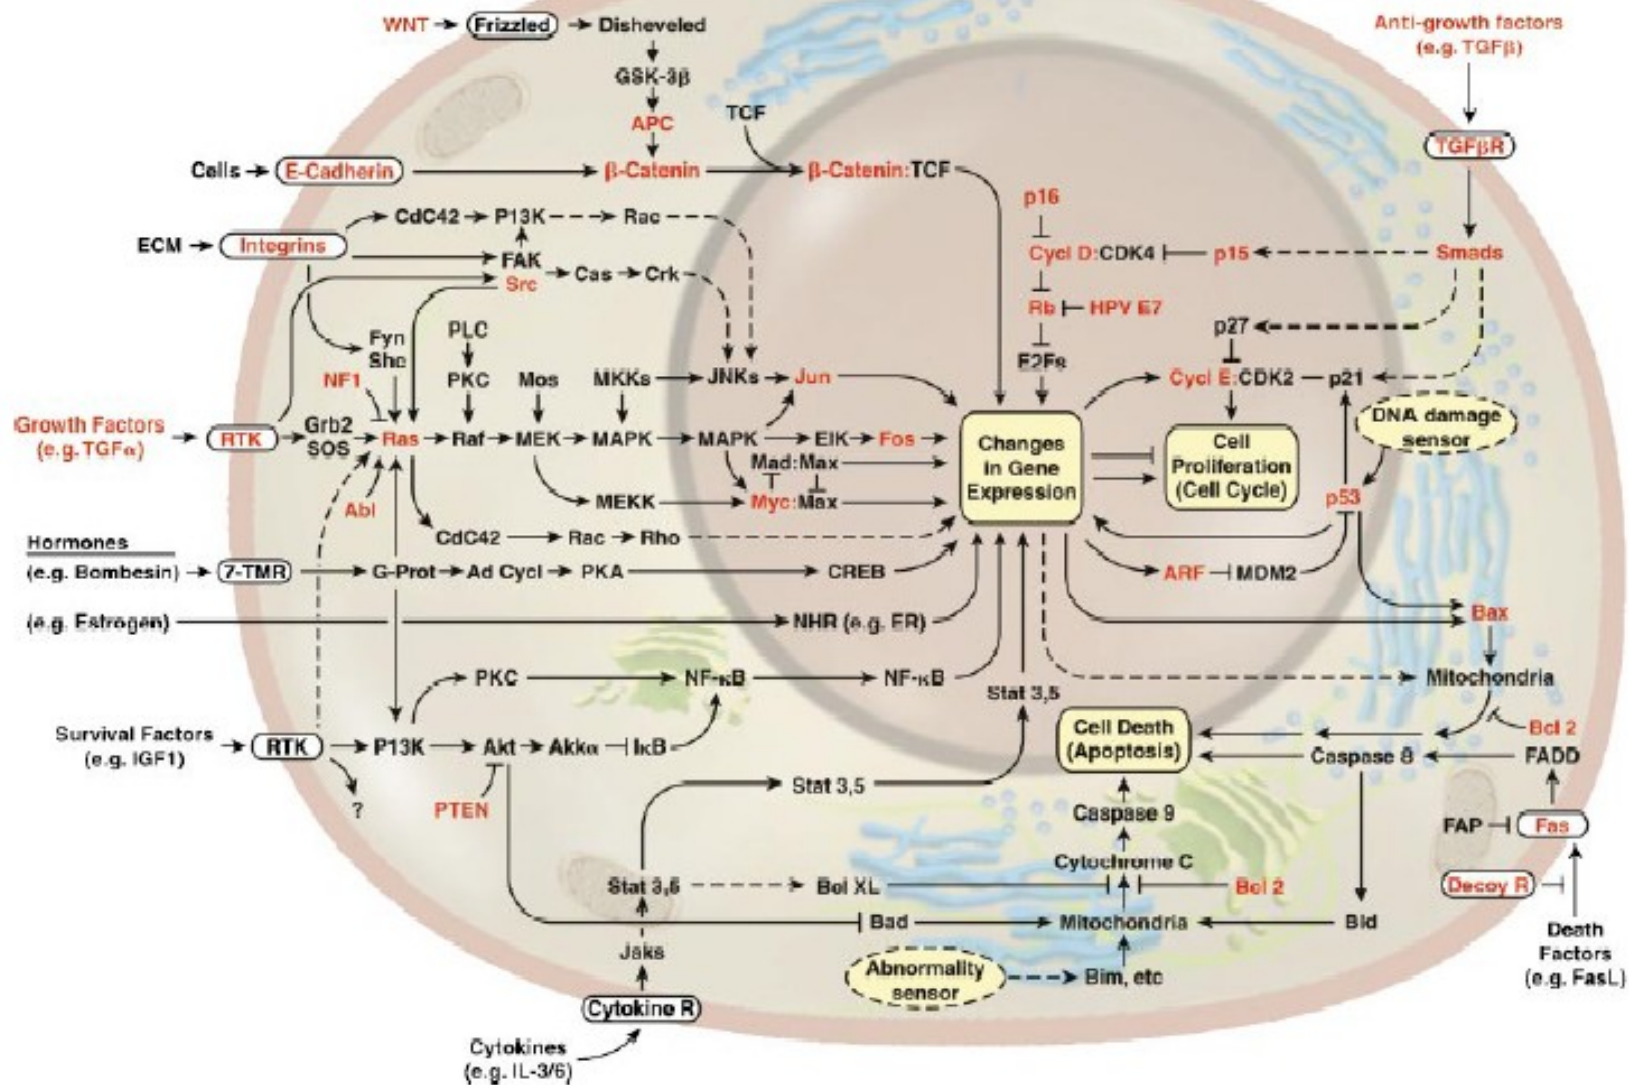 WNT Frizzled Disheveled
Anti-growth factors
(e.g. TGFβ)
GSK-3β
TCF
APC
TGFβR
Cells E-Cadherin β-Catenin β-Catenin:TCF
p16
CdC42 P13K Rac
ECM Integrins
FAK
Src
Cas Crk
Cycl D:CDK4 p15 Smads
Rb HPV E7
Fyn
She
PLC
p27
E2Fs
NF1 PKC Mos MKKs JNKs Jun
Cycl E:CDK2 p21
DNA damage
sensor
Growth Factors
(e.g. TGFα)
RTK
Grb2
SOS
Ras Raf MEK MAPK MAPK ElK Fos
Mad:Max
Changes
in Gene
Expression
Cell
Proliferation
(Cell Cycle)
Abl MEKK Myc:Max
p53
CdC42 Rac Rho
Hormones
(e.g. Bombesin) 7-TMR G-Prot Ad Cycl PKA CREB
ARF MDM2
(e.g. Estrogen) NHR (e.g. ER)
Bax
PKC NF-κB NF-κB
Stat 3,5
Mitochondria
Survival Factors
(e.g. IGF1)
RTK P13K Akt Akkα IκB
Cell Death
(Apoptosis)
Bcl 2
Caspase 8 FADD
? PTEN Stat 3,5
Caspase 9
FAP Fas
Cytochrome C
Stat 3,5 Bcl XL Bcl 2
Decoy R
Bad Mitochondria Bid
Death
Factors
(e.g. FasL)
Jaks
Abnormality
sensor
Bim, etc
Cytokine R
Cytokines
(e.g. IL-3/6)